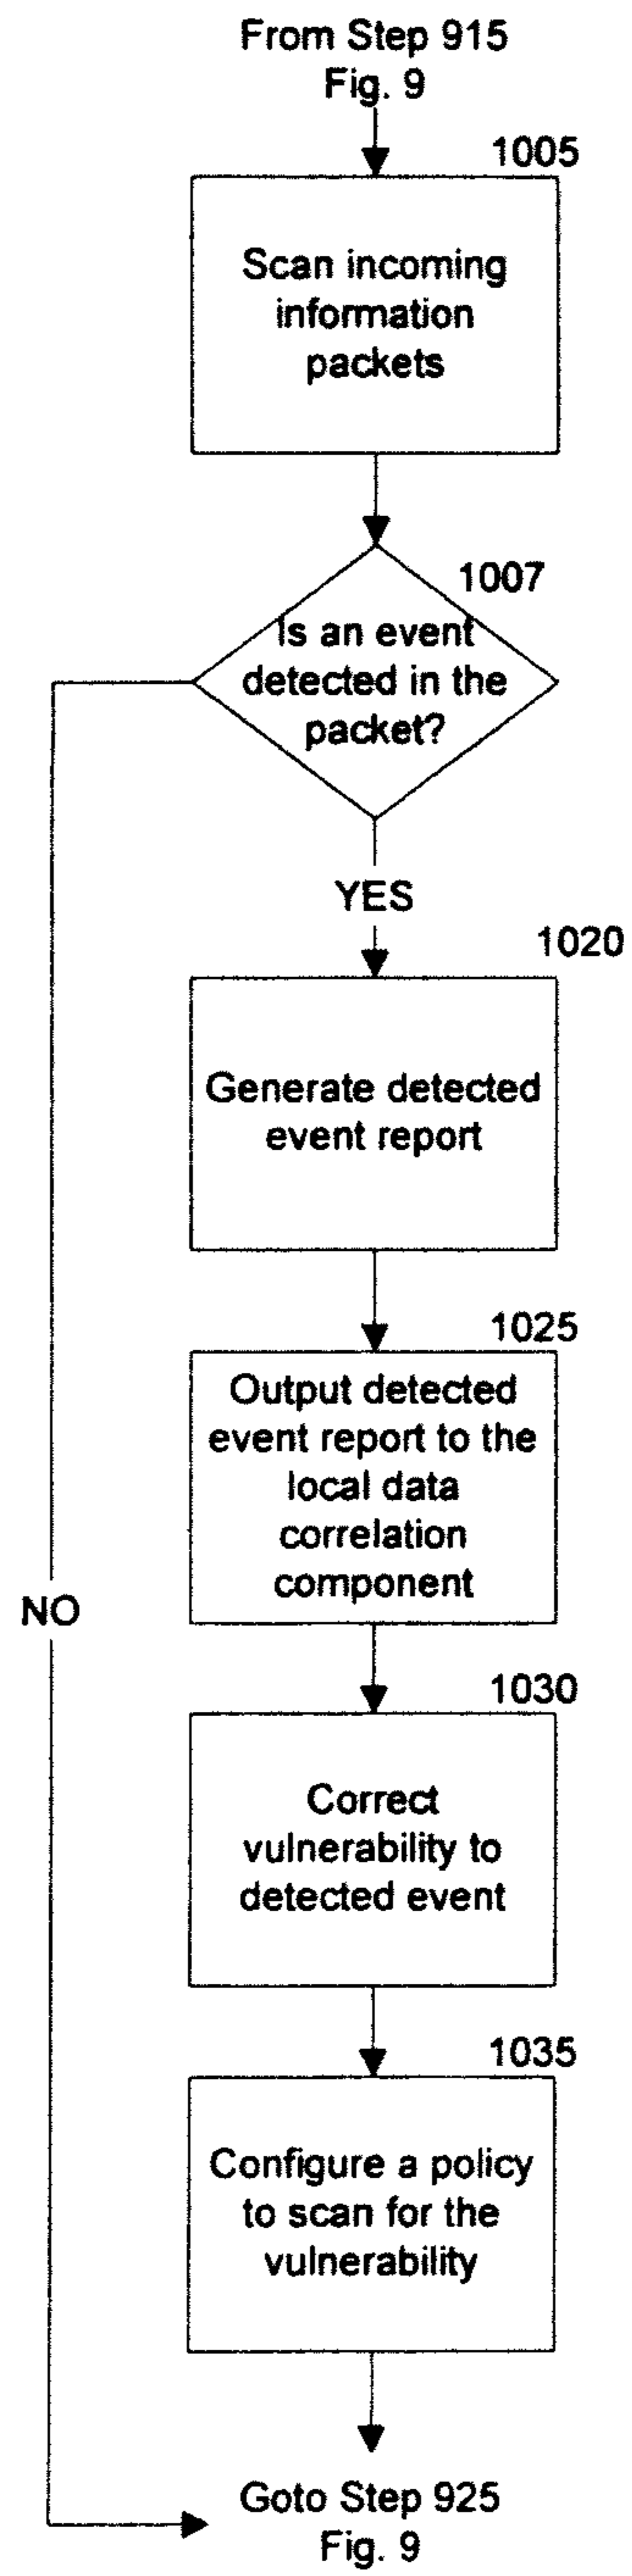 From Step 915
Fig. 9
1005
Scan incoming
information
packets
1007
Is an event
detected in the
packet?
YES
1020
Generate detected
event report
1025
Output detected
event report to the
local data
correlation
component
NO
1030
Correct
vulnerability to
detected event
1035
Configure a policy
to scan for the
vulnerability
Goto Step 925
Fig. 9